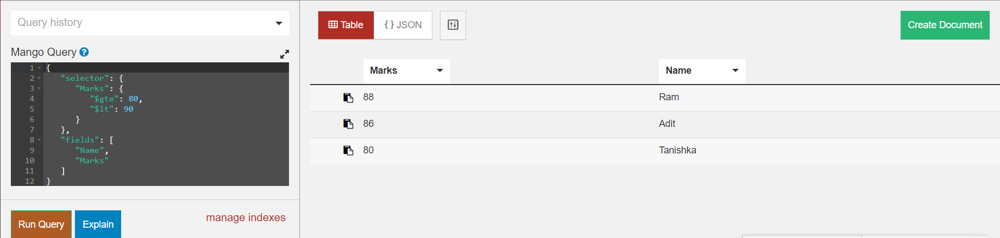 Query history
Mango Query ?
1 {
2 "selector": {
3 "Marks": {
4 "$gte": 80,
5 "$lt": 90
6 }
7 },
8 "fields": [
9 "Name",
10 "Marks"
11 ]
12 }
Run Query Explain manage indexes
Table {} JSON Create Document
Marks Name
88 Ram
86 Adit
80 Tanishka